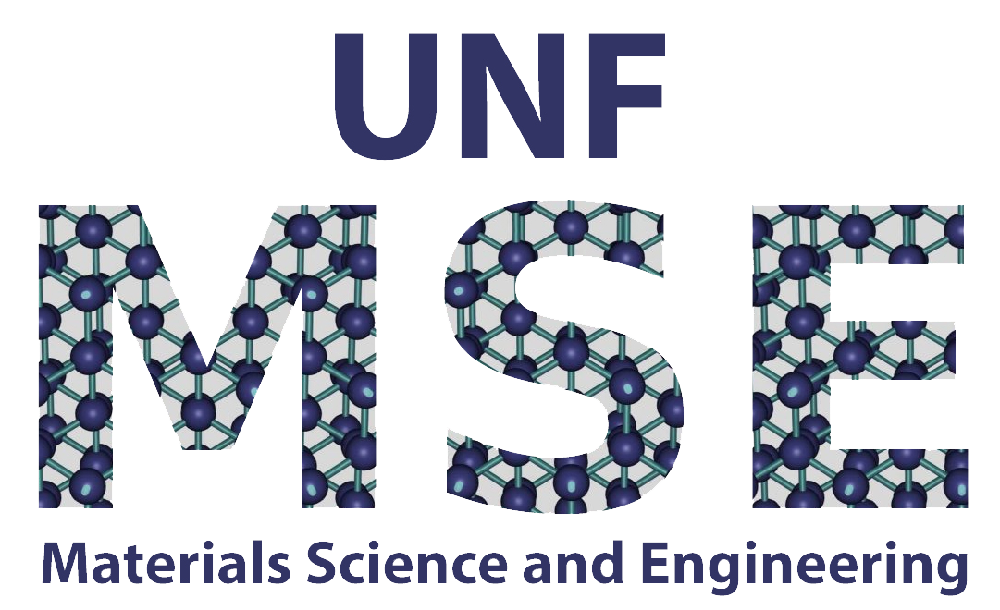 UNF
MSE
Materials Science and Engineering